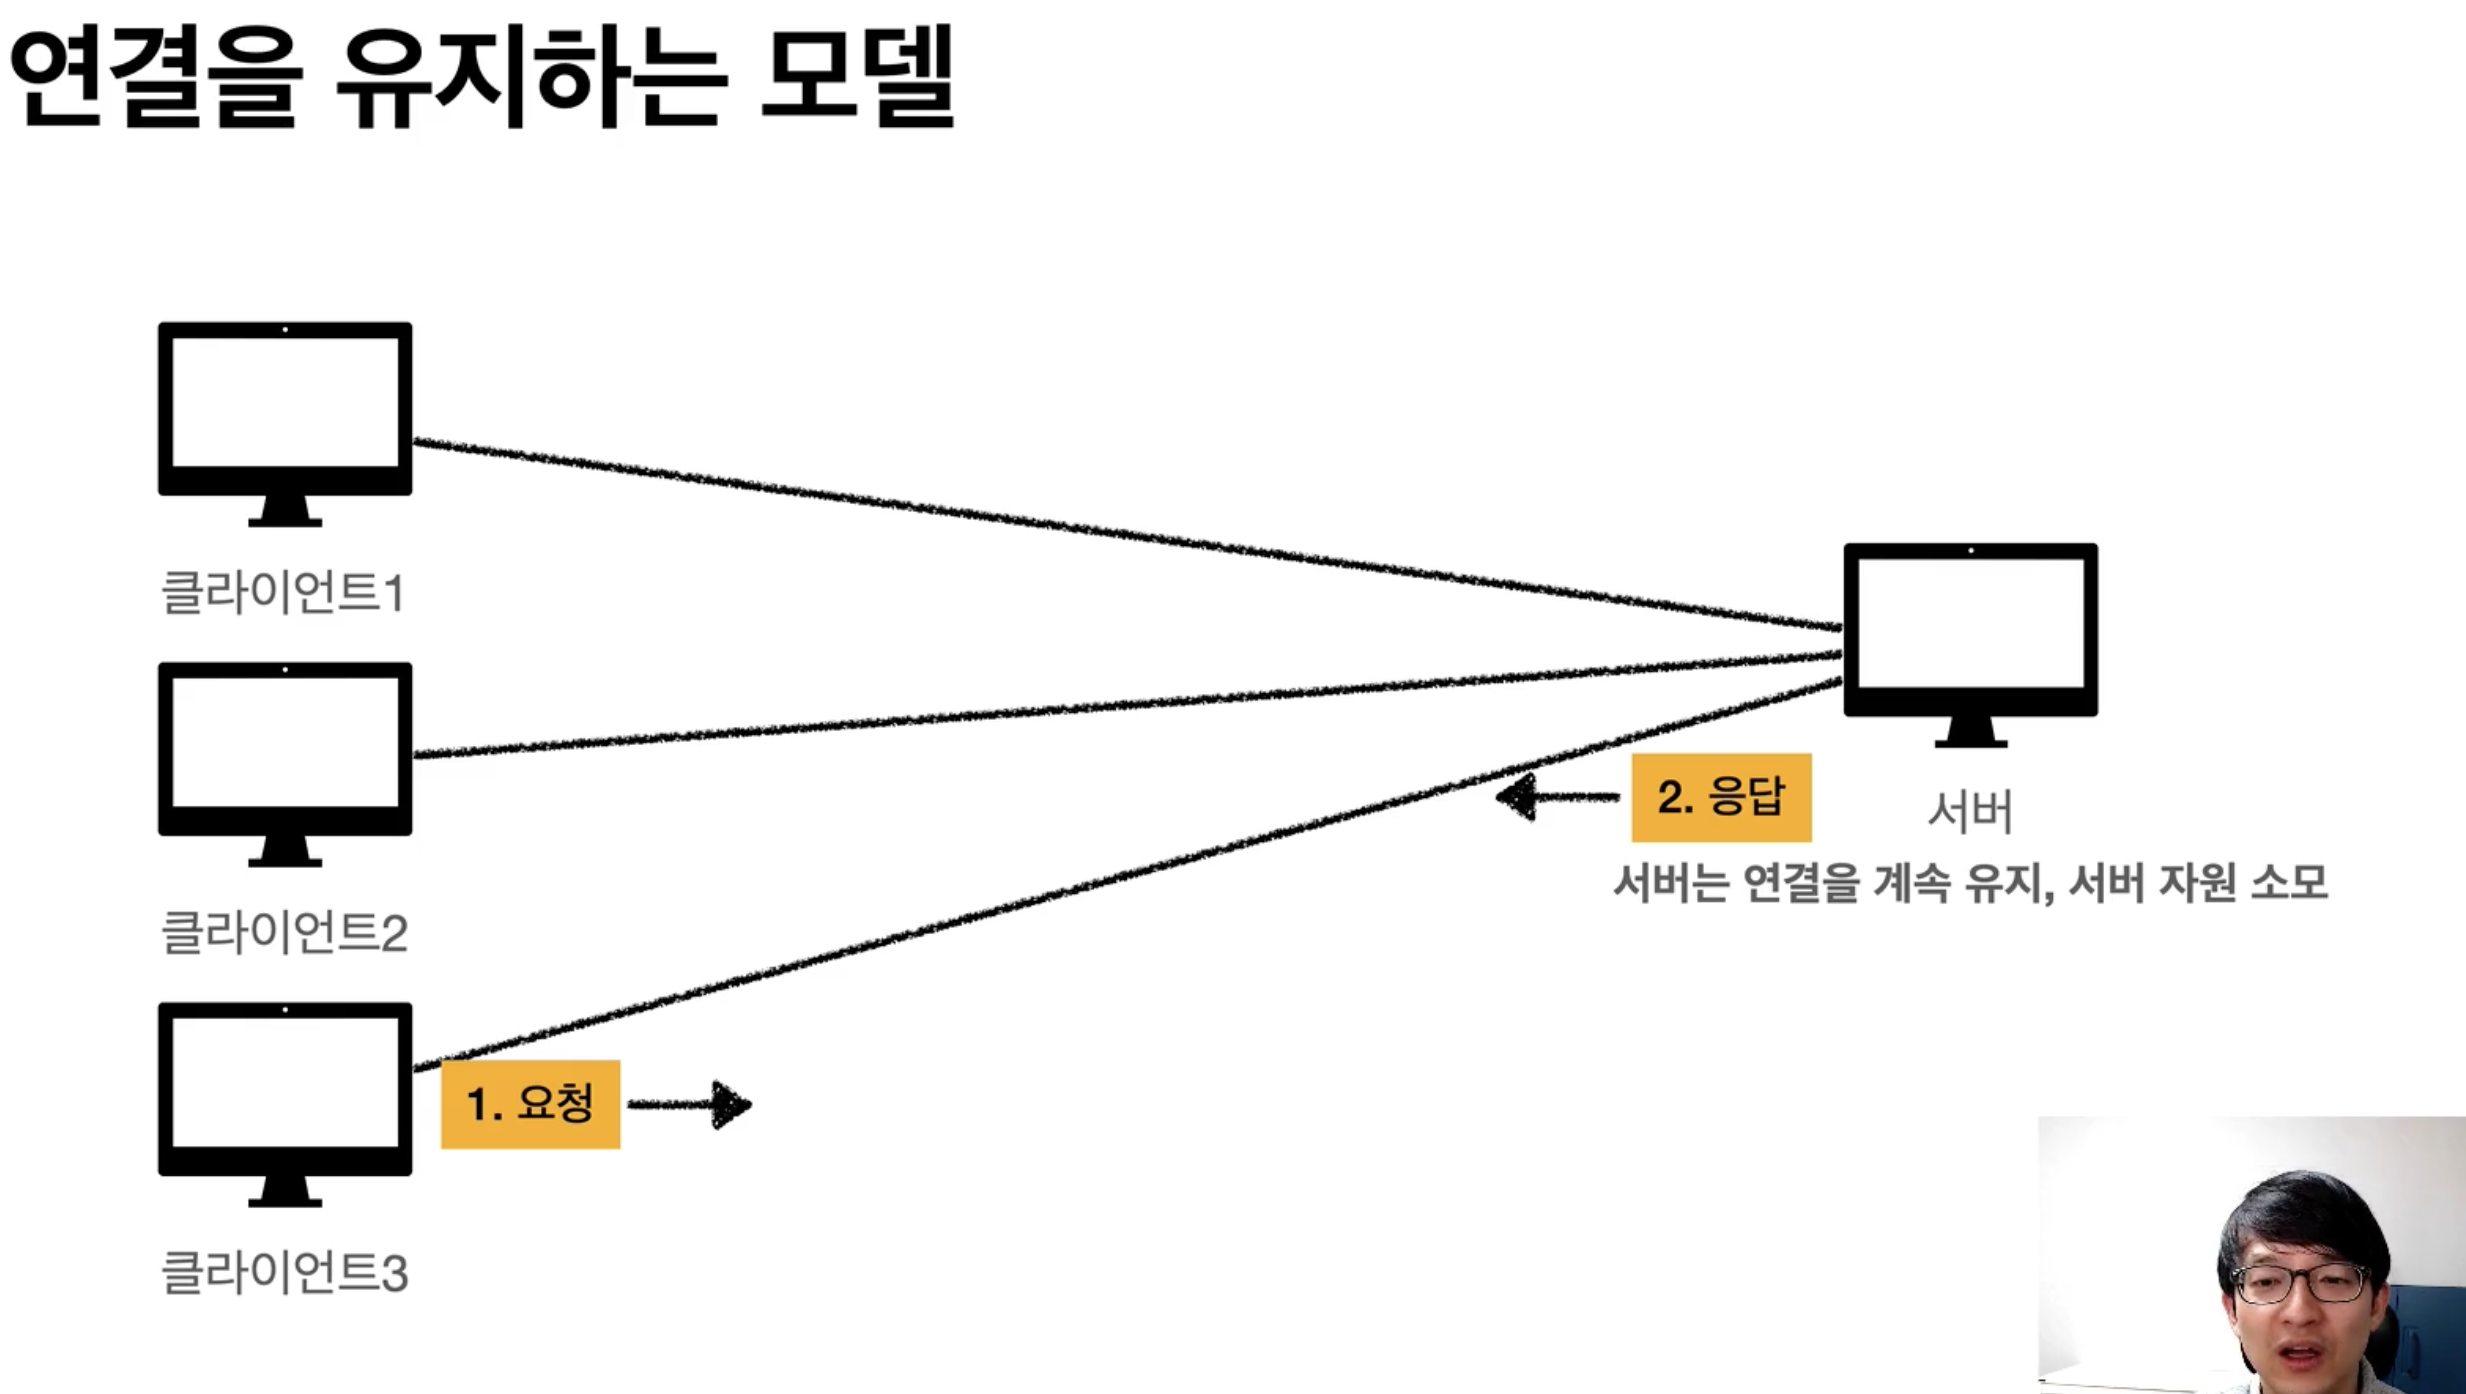 연결을 유지하는 모델
클라이언트1
클라이언트2
2. 응답
서버
서버는 연결을 계속 유지, 서버 자원 소모
1. 요청
클라이언트3